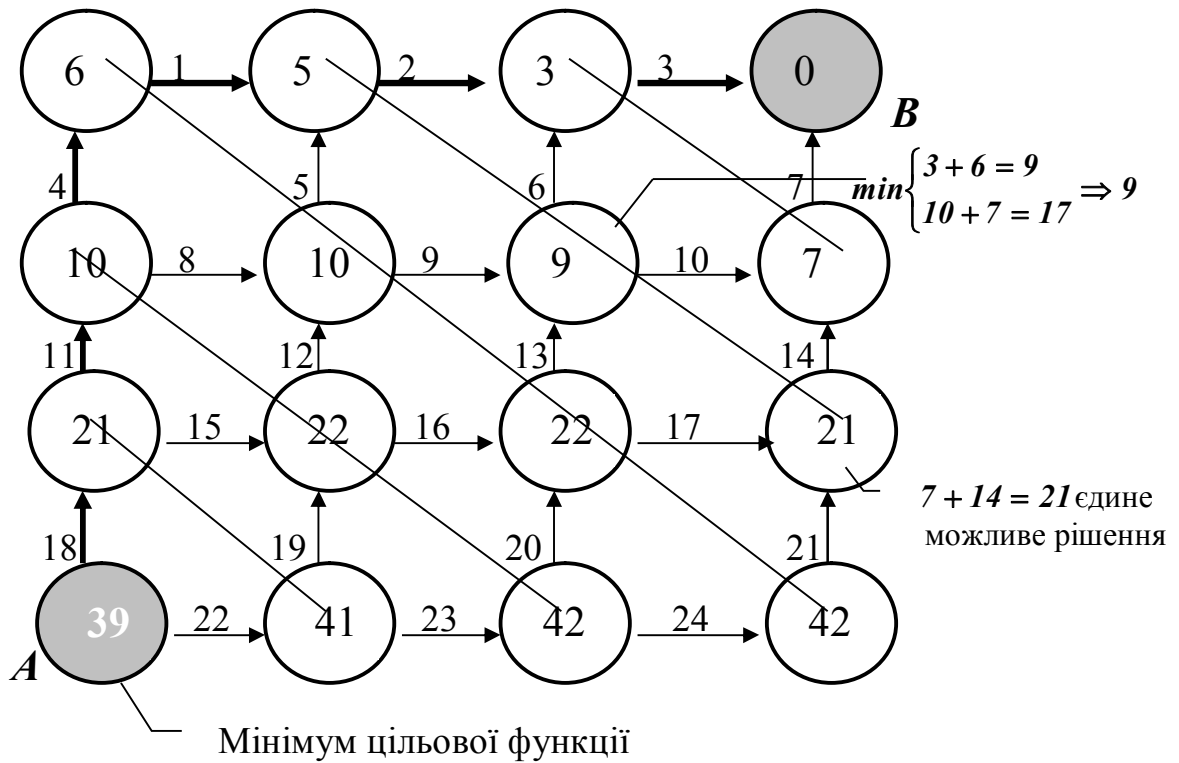 6 1 5 2 3 3 0
B
4 5 6 7
min { 3 + 6 = 9
10 + 7 = 17 ⇒ 9
10 8 10 9 9 10 7
11 12 13 14
21 15 22 16 22 17 21
7 + 14 = 21 єдине
можливе рішення
18 19 20 21
39 22 41 23 42 24 42
A
Мінімум цільової функції